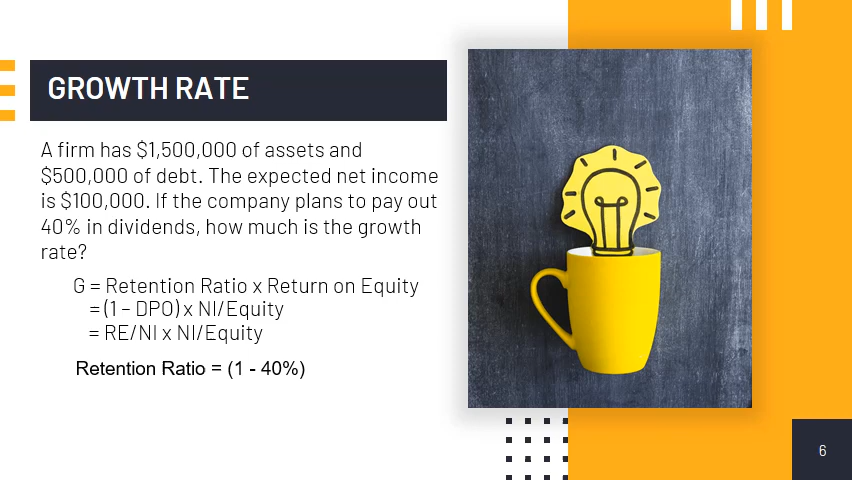 GROWTH RATE
A firm has $1,500,000 of assets and
$500,000 of debt. The expected net income
is $100,000. If the company plans to pay out
40% in dividends, how much is the growth
rate?
G = Retention Ratio x Return on Equity
= (1 – DPO) x NI/Equity
= RE/NI x NI/Equity
Retention Ratio = (1 - 40%)
6